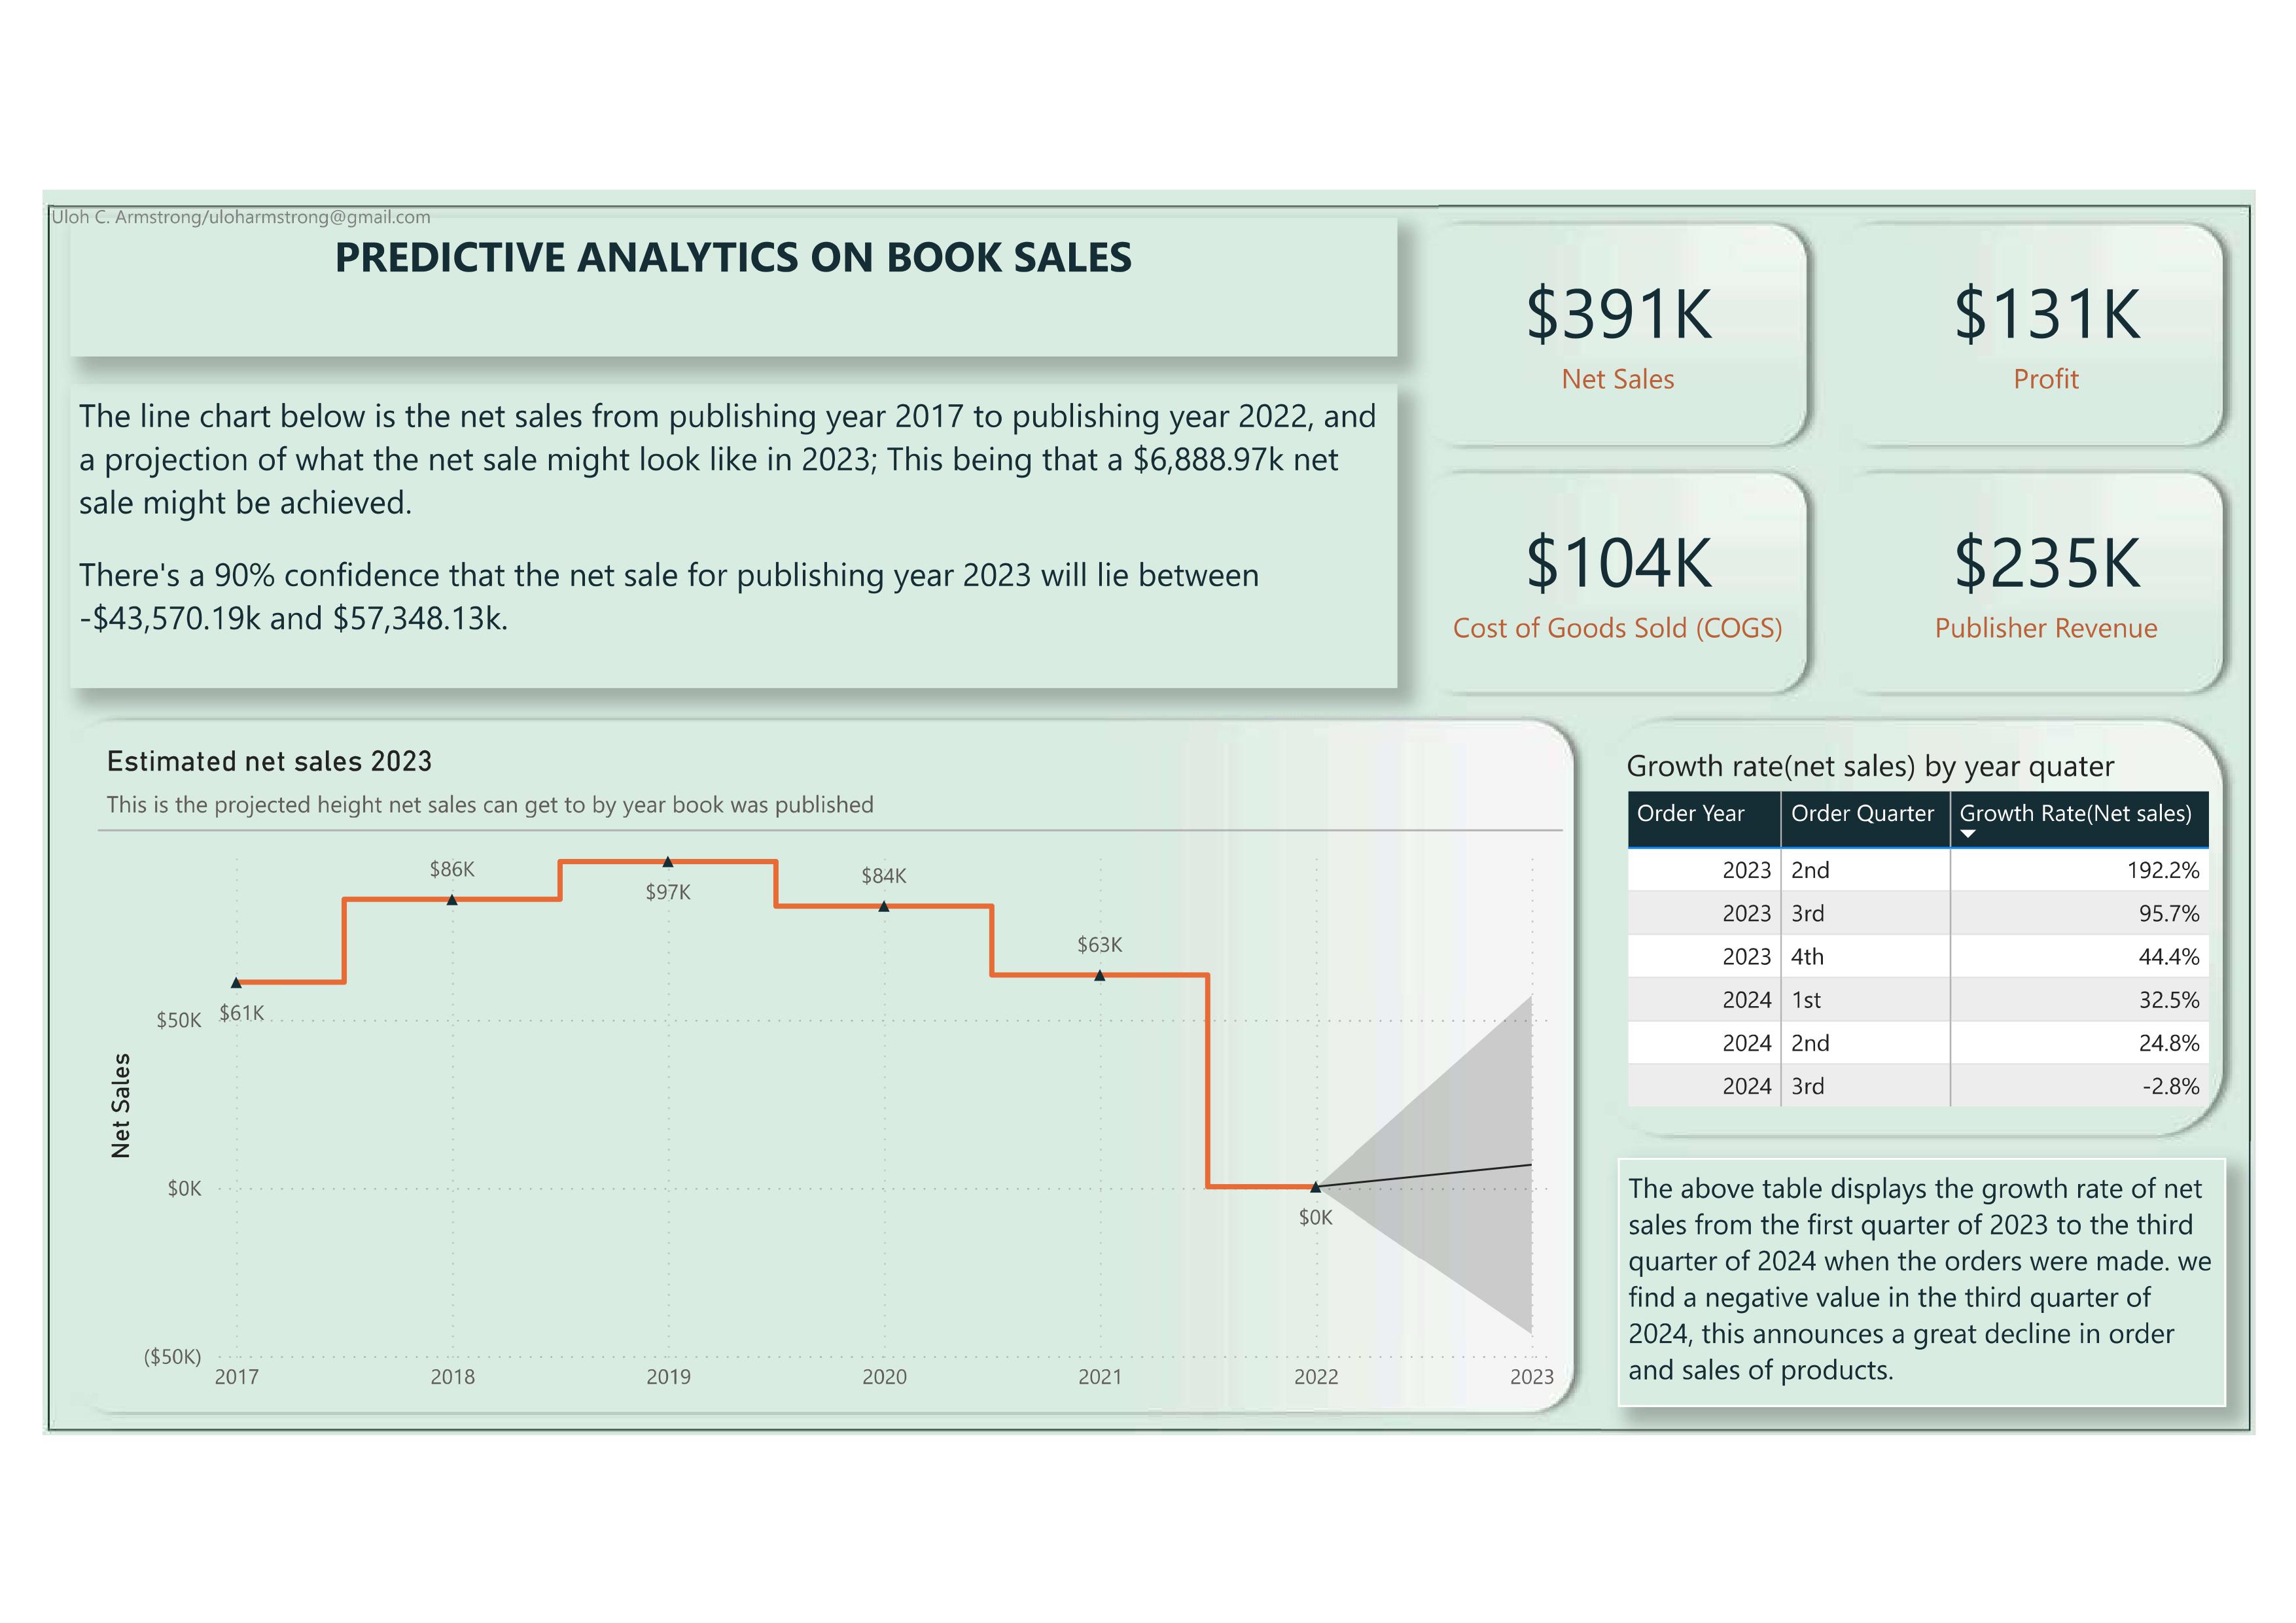 Uloh C. Armstrong/uloharmstrong@gmail.com
PREDICTIVE ANALYTICS ON BOOK SALES
The line chart below is the net sales from publishing year 2017 to publishing year 2022, and
a projection of what the net sale might look like in 2023; This being that a $6,888.97k net
sale might be achieved.
There's a 90% confidence that the net sale for publishing year 2023 will lie between
-$43,570.19k and $57,348.13k.
$391K
Net Sales
$131K
Profit
$104K
Cost of Goods Sold (COGS)
$235K
Publisher Revenue
Estimated net sales 2023
This is the projected height net sales can get to by year book was published
Net Sales
$50K
$0K
($50K)
$61K
$86K
$97K
$84K
$63K
$0K
2017 2018 2019 2020 2021 2022 2023
Growth rate(net sales) by year quater
Order Year Order Quarter Growth Rate(Net sales)
2023 2nd 192.2%
2023 3rd 95.7%
2023 4th 44.4%
2024 1st 32.5%
2024 2nd 24.8%
2024 3rd -2.8%
The above table displays the growth rate of net
sales from the first quarter of 2023 to the third
quarter of 2024 when the orders were made. we
find a negative value in the third quarter of
2024, this announces a great decline in order
and sales of products.